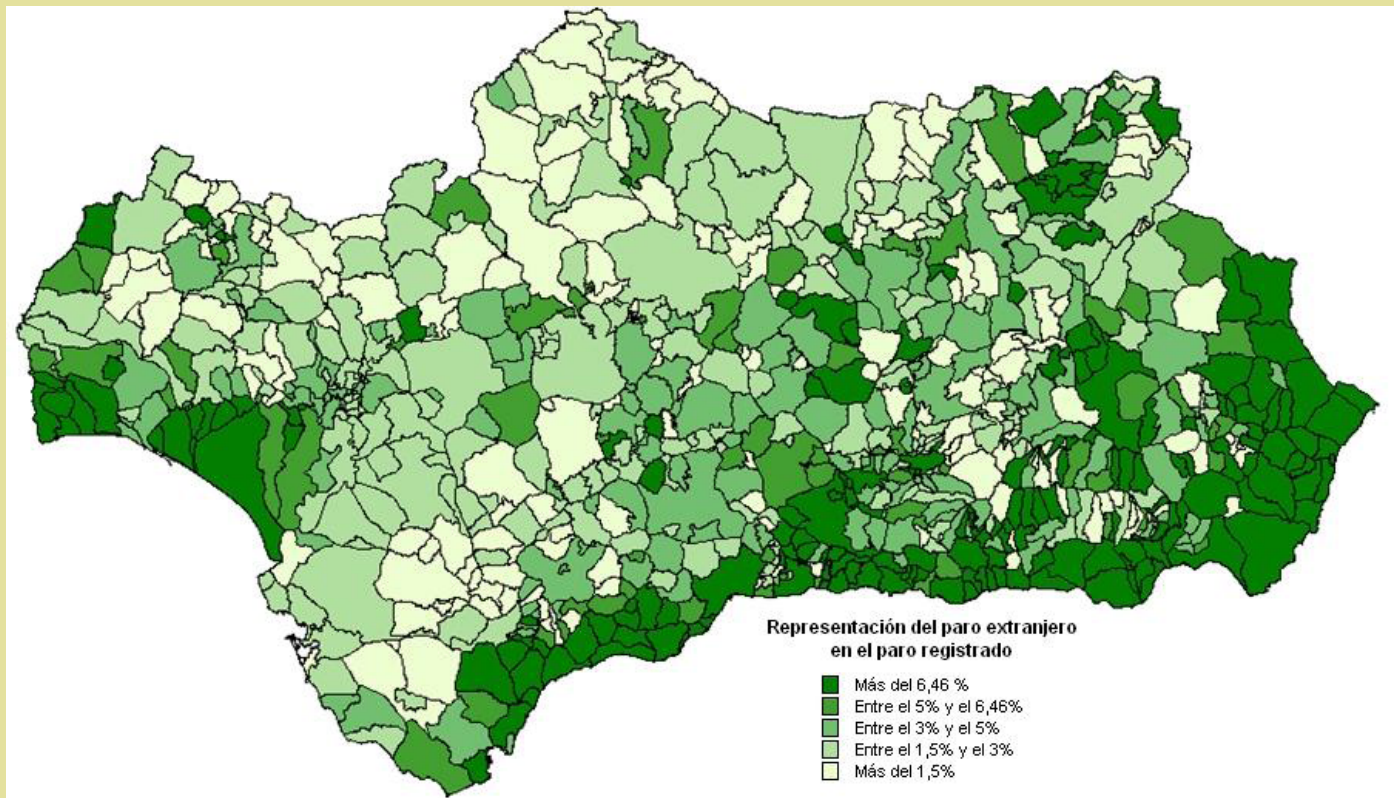 Representación del paro extranjero
en el paro registrado
Más del 6,46 %
Entre el 5% y el 6,46%
Entre el 3% y el 5%
Entre el 1,5% y el 3%
Más del 1,5%